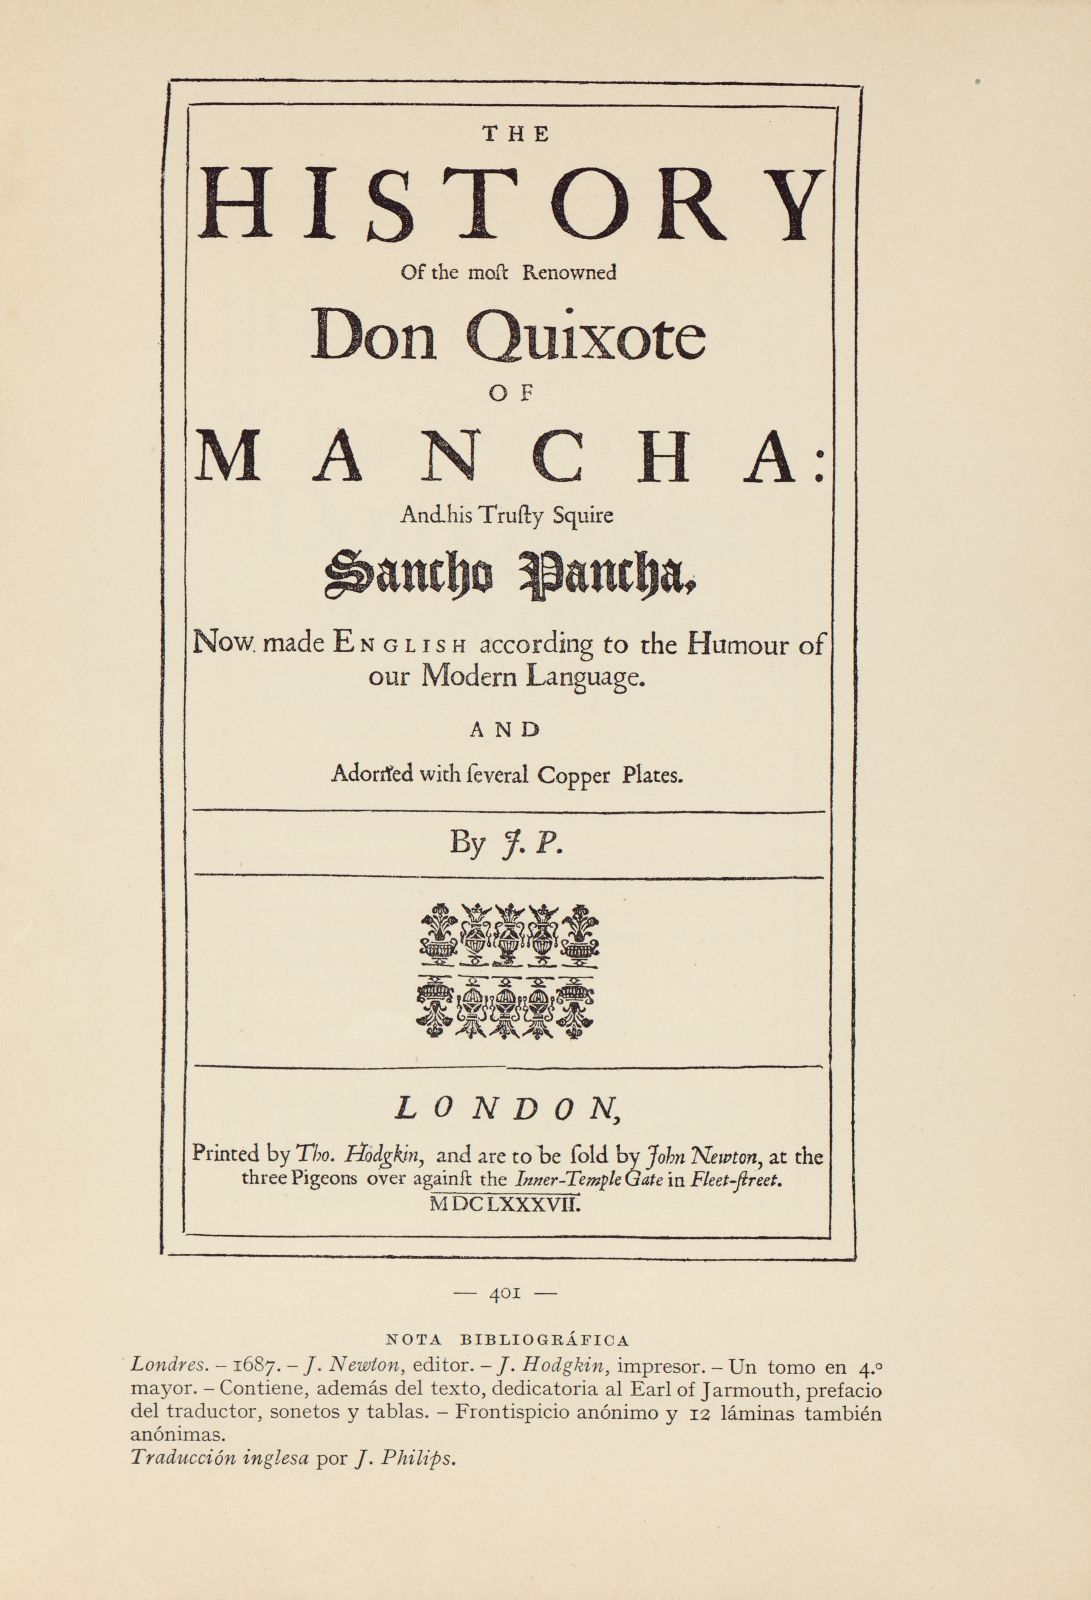 THE
HISTORY
Of the moſt Renowned
Don Quixote
OF
MANCHA:
And his Truſty Squire
Sancho Pancha,
Now made ENGLISH according to the Humour of
our Modern Language.
AND
Adorned with ſeveral Copper Plates.
By J. P.
LONDON,
Printed by Tho. Hodgkin, and are to be ſold by John Newton, at the
three Pigeons over againſt the Inner-Temple Gate in Fleet-ſtreet.
MDCLXXXVII.
— 401 —
NOTA BIBLIOGRÁFICA
Londres. – 1687. – J. Newton, editor. – J. Hodgkin, impresor. – Un tomo en 4.º
mayor. – Contiene, además del texto, dedicatoria al Earl of Jarmouth, prefacio
del traductor, sonetos y tablas. – Frontispicio anónimo y 12 láminas también
anónimas.
Traducción inglesa por J. Philips.